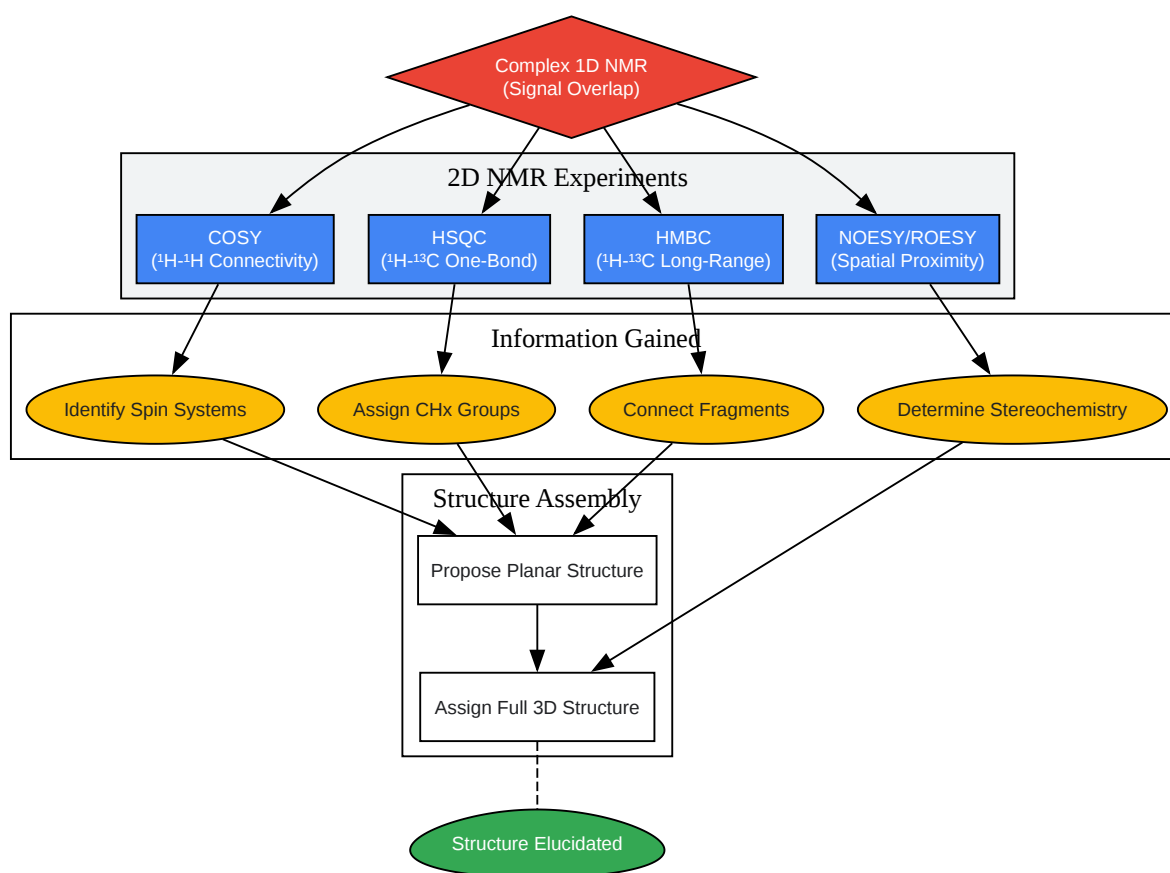 Complex 1D NMR
(Signal Overlap)
2D NMR Experiments
COSY
(¹H-¹H Connectivity)
HSQC
(¹H-¹³C One-Bond)
HMBC
(¹H-¹³C Long-Range)
NOESY/ROESY
(Spatial Proximity)
Information Gained
Identify Spin Systems
Assign CHx Groups
Connect Fragments
Determine Stereochemistry
Structure Assembly
Propose Planar Structure
Assign Full 3D Structure
Structure Elucidated